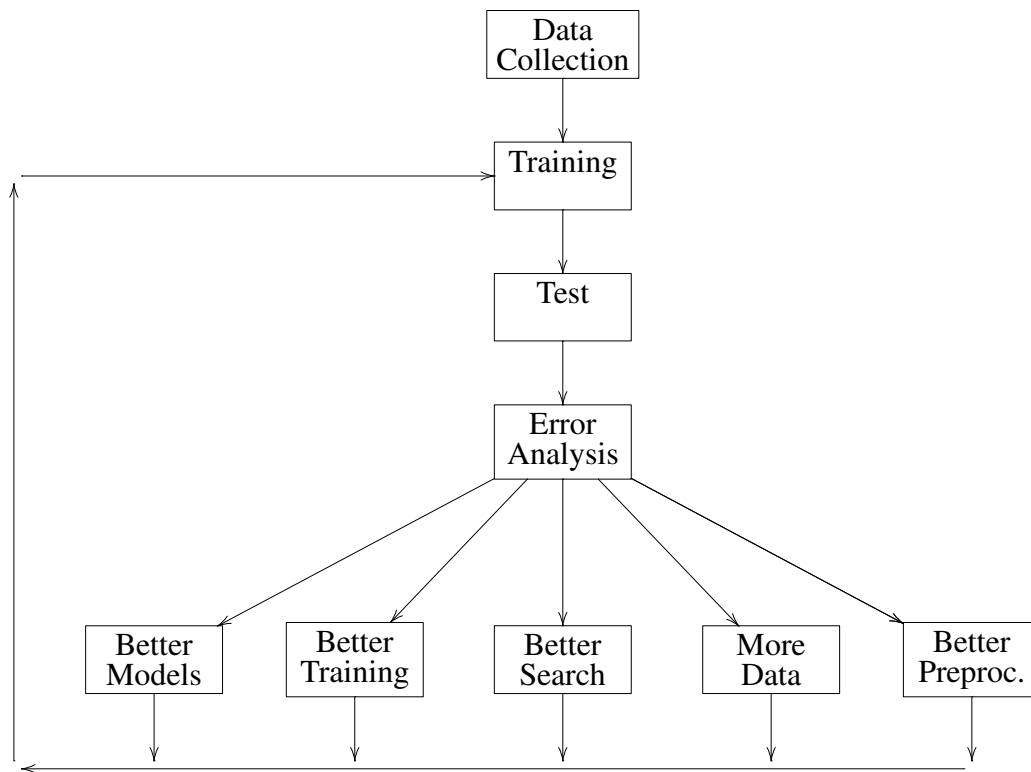 Data
Collection
Training
Test
Error
Analysis
Better
Models
Better
Training
Better
Search
More
Data
Better
Preproc.